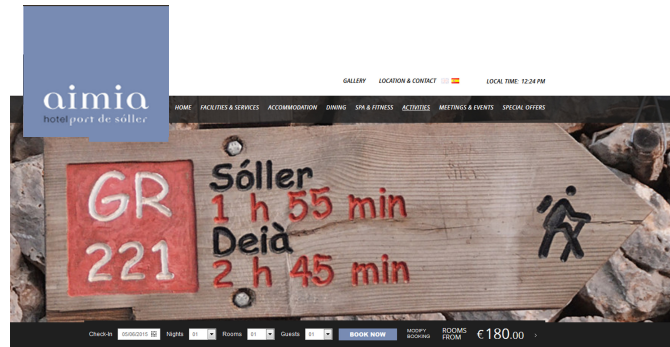 GALLERY LOCATION & CONTACT LOCAL TIME: 12:24 PM
aimia
hotel port de sóller
HOME FACILITIES & SERVICES ACCOMMODATION DINING SPA & FITNESS ACTIVITIES MEETINGS & EVENTS SPECIAL OFFERS
GR
221
Sóller
1 h 55 min
Deià
2 h 45 min
Check-In 05/06/2015 Nights 01 Rooms 01 Guests 01 BOOK NOW MODIFY BOOKING ROOMS FROM €180.00 >